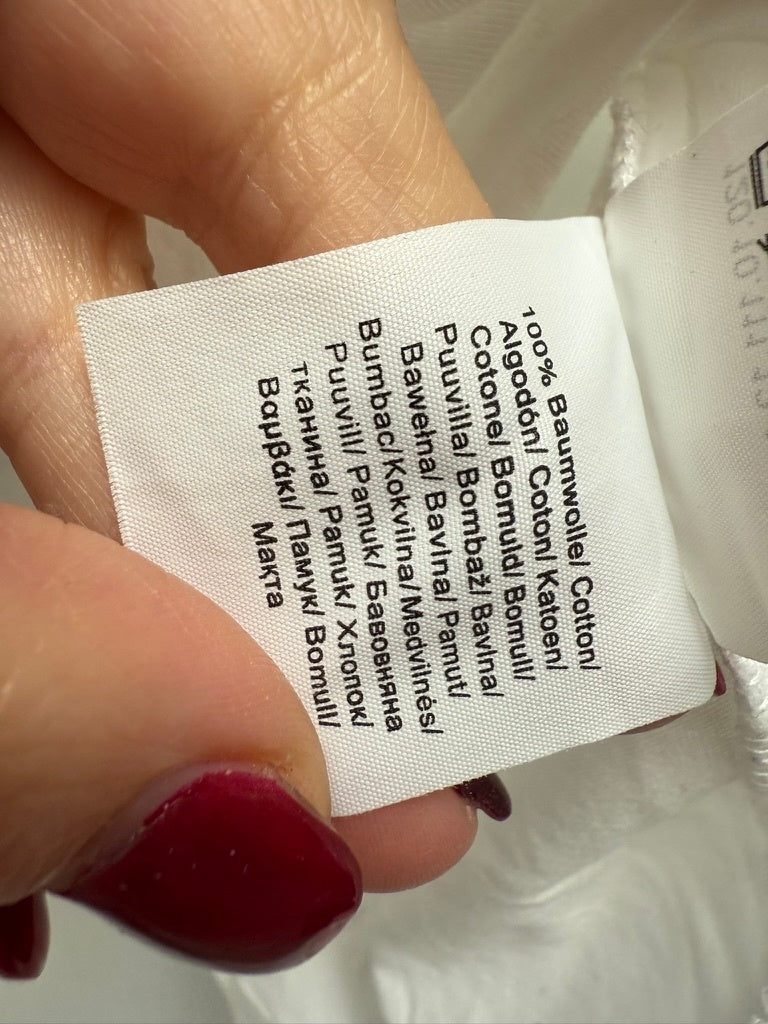 100% Baumwolle/ Cotton/
Algodón/ Coton/ Katoen/
Cotone/ Bomuld/ Bomull/
Puuvilla/ Bombaž/ Bavlna/
Bawełna/ Bavlna/ Pamut/
Bumbac/Kokvilna/Medvilnės/
Puuvill/ Pamuk/ Бавовняна
тканина/ Pamuk/ Хлопок/
Βαμβάκι/ Памук/ Bomull/
Мақта